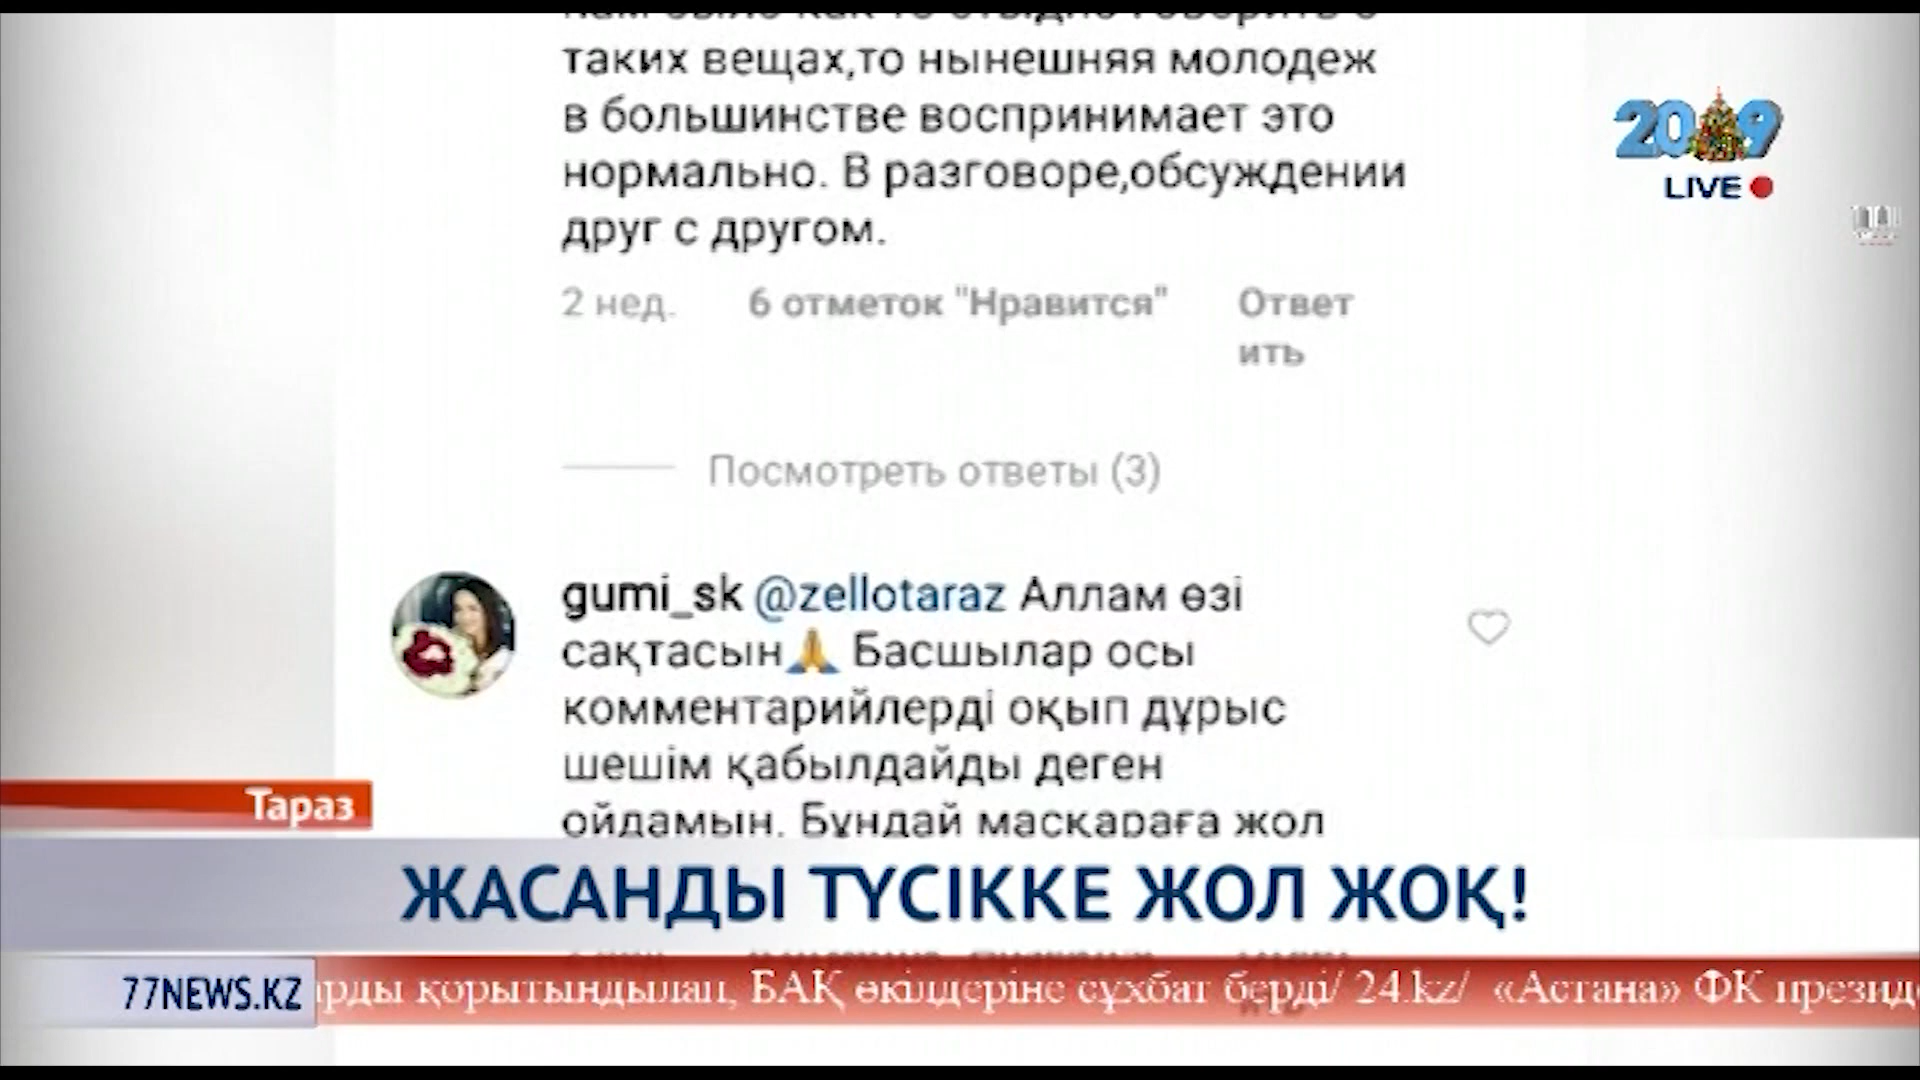 таких вещах,то нынешняя молодеж
в большинстве воспринимает это
нормально. В разговоре,обсуждении
друг с другом.
2 нед. 6 отметок "Нравится" Ответ
ить
Посмотреть ответы (3)
gumi_sk @zellotaraz Аллам өзі
сақтасын🙏 Басшылар осы
комментарийлерді оқып дұрыс
шешім қабылдайды деген
ойдамын. Бұндай масқараға жол
2019
LIVE
Тараз
ЖАСАНДЫ ТҮСІККЕ ЖОЛ ЖОҚ!
77NEWS.KZ
рды қорытындылап, БАҚ өкілдеріне сұхбат берді/ 24.kz/ «Астана» ФК президе